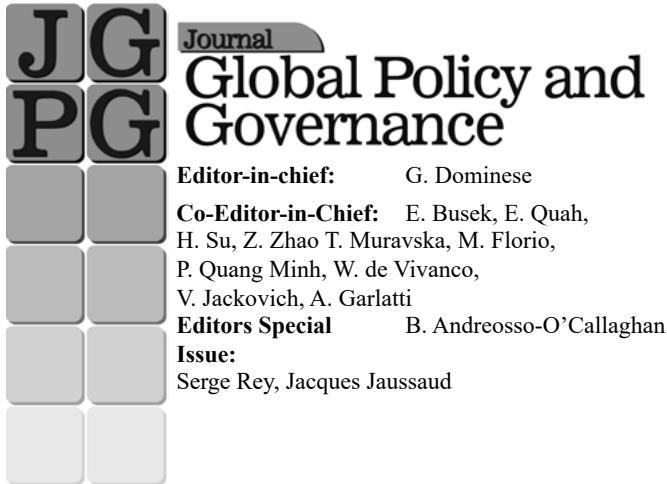 J G
P G
Journal
Global Policy and
Governance
Editor-in-chief: G. Dominese
Co-Editor-in-Chief: E. Busek, E. Quah,
H. Su, Z. Zhao T. Muravska, M. Florio,
P. Quang Minh, W. de Vivanco,
V. Jackovich, A. Garlatti
Editors Special B. Andreosso-O’Callaghan
Issue:
Serge Rey, Jacques Jaussaud